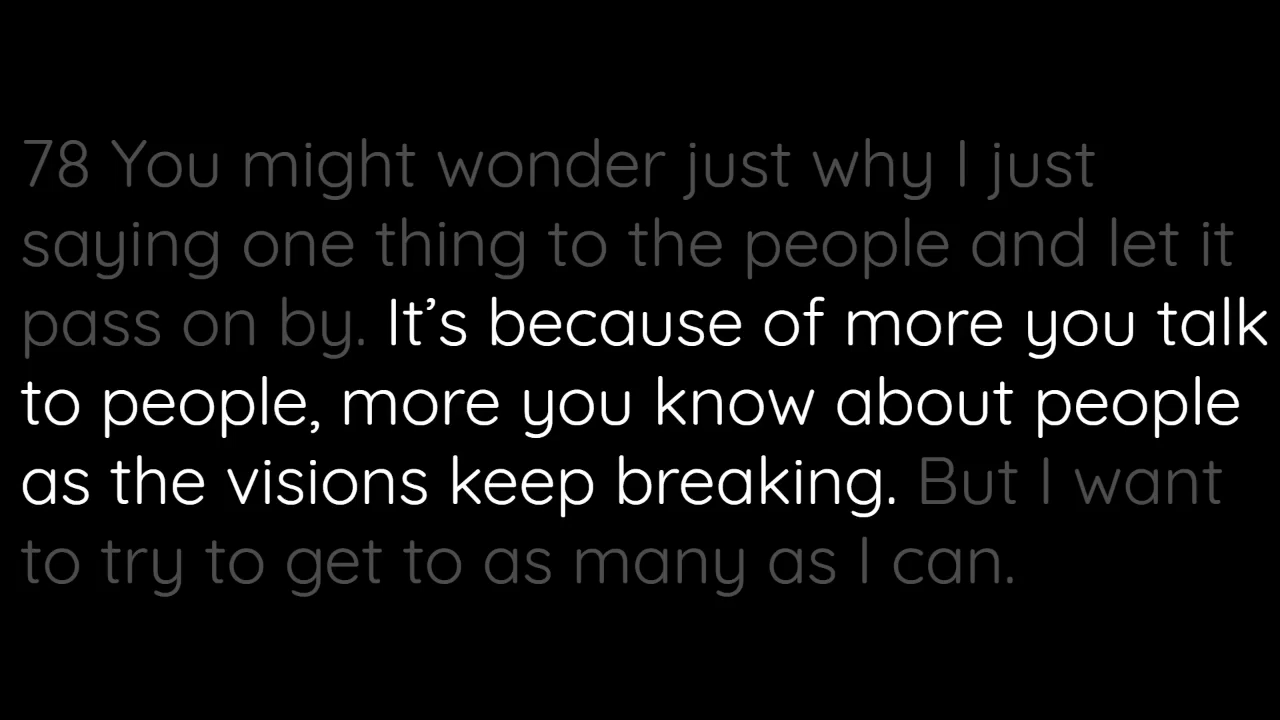 78 You might wonder just why I just
saying one thing to the people and let it
pass on by. It’s because of more you talk
to people, more you know about people
as the visions keep breaking. But I want
to try to get to as many as I can.